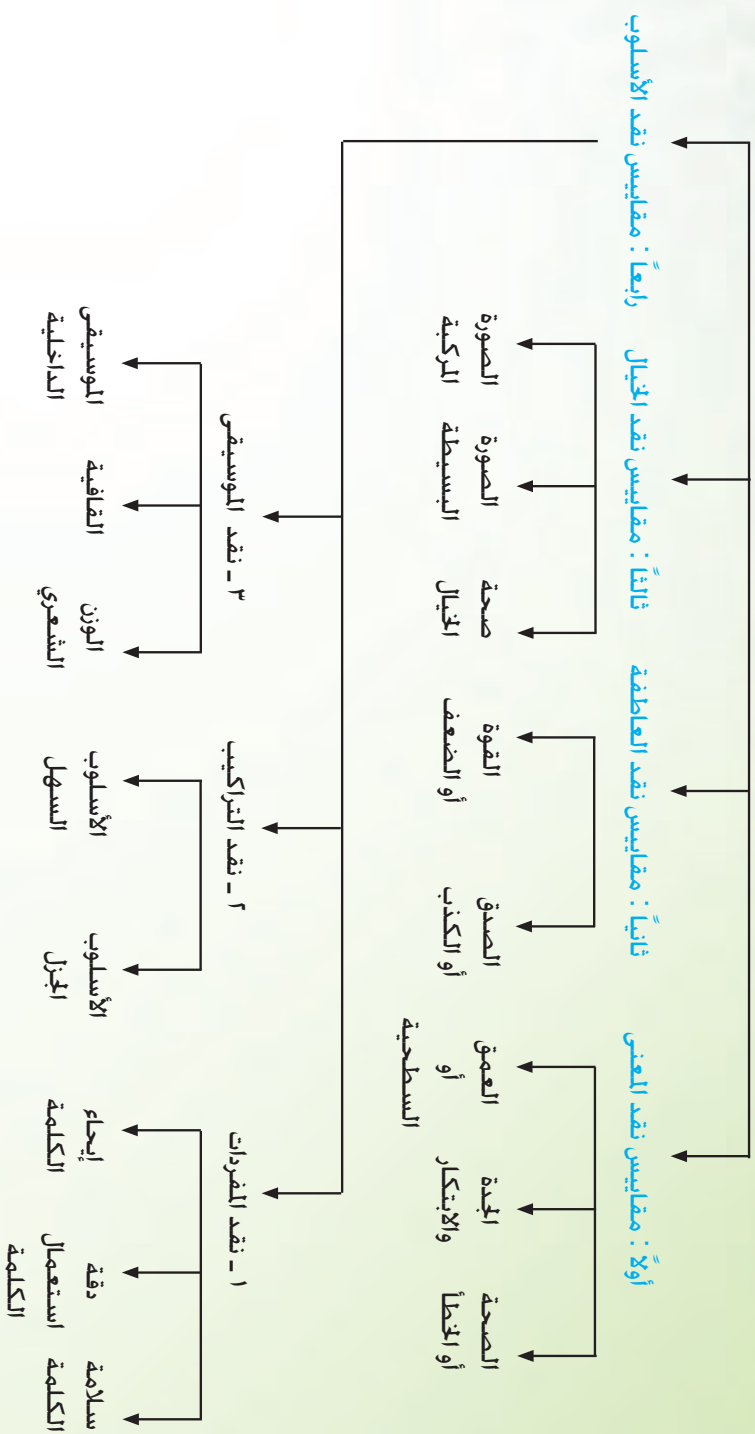 أولاً : مقاييس نقد المعنى
ثانياً : مقاييس نقد العاطفة
ثالثاً : مقاييس نقد الخيال
رابعاً : مقاييس نقد الأسلوب
الصحة
أو الخطأ
الجدة
والابتكار
العمق
أو
السطحية
الصدق
أو الكذب
القوة
أو الضعف
صحة
الخيال
الصورة
البسيطة
الصورة
المركبة
١ ـ نقد المفردات
٢ ـ نقد التراكيب
٣ ـ نقد الموسيقى
سلامة
الكلمة
دقة
استعمال
الكلمة
إيحاء
الكلمة
الأسلوب
الجزل
الأسلوب
السهل
الوزن
الشعري
القافية
الموسيقى
الداخلية